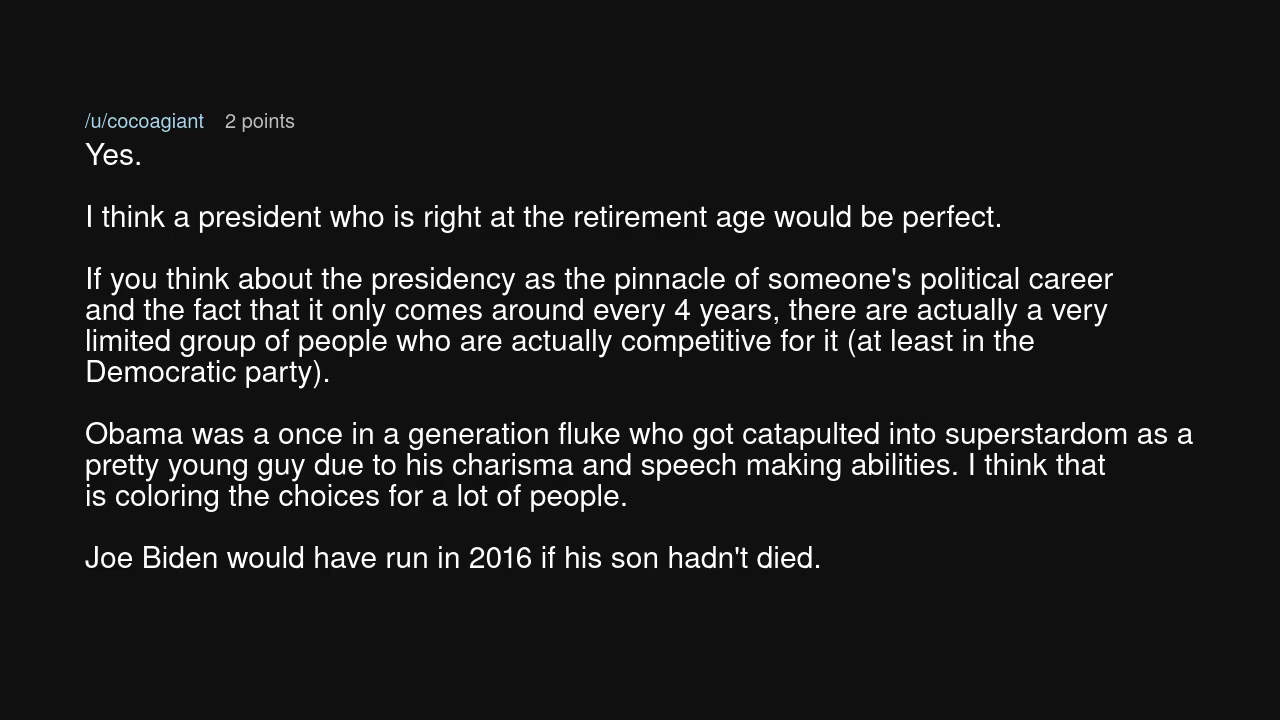 /u/cocoagiant 2 points
Yes.
I think a president who is right at the retirement age would be perfect.
If you think about the presidency as the pinnacle of someone's political career
and the fact that it only comes around every 4 years, there are actually a very
limited group of people who are actually competitive for it (at least in the
Democratic party).
Obama was a once in a generation fluke who got catapulted into superstardom as a
pretty young guy due to his charisma and speech making abilities. I think that
is coloring the choices for a lot of people.
Joe Biden would have run in 2016 if his son hadn't died.